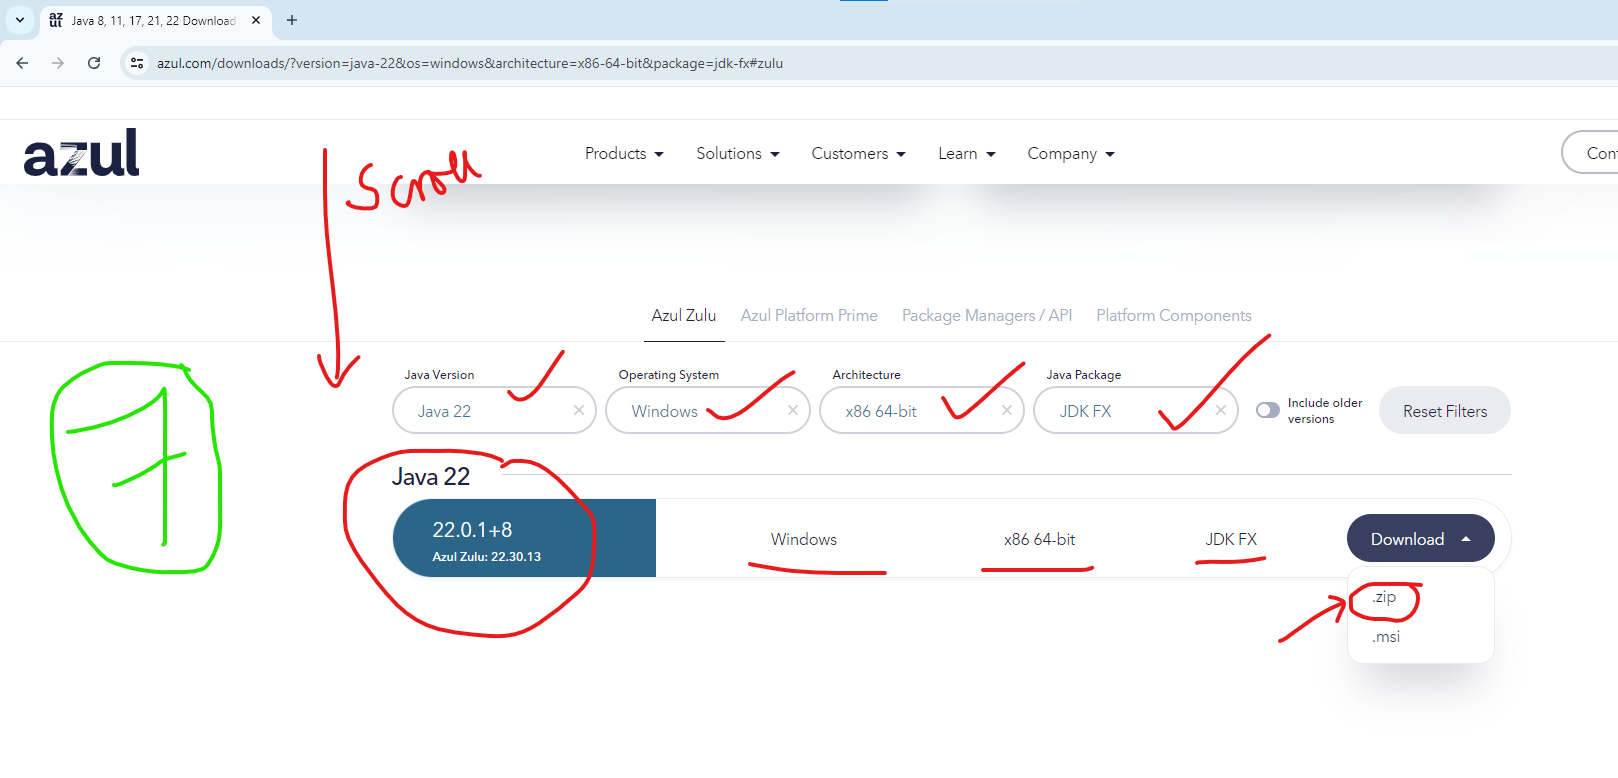 Java 8, 11, 17, 21, 22 Download
azul.com/downloads/?version=java-22&os=windows&architecture=x86-64-bit&package=jdk-fx#zulu
azul
Products Solutions Customers Learn Company
Cont
Scroll
Azul Zulu Azul Platform Prime Package Managers / API Platform Components
Java Version Operating System Architecture Java Package
Java 22 Windows x86 64-bit JDK FX
Include older
versions
Reset Filters
7
Java 22
22.0.1+8
Azul Zulu: 22.30.13
Windows x86 64-bit JDK FX Download
.zip
.msi